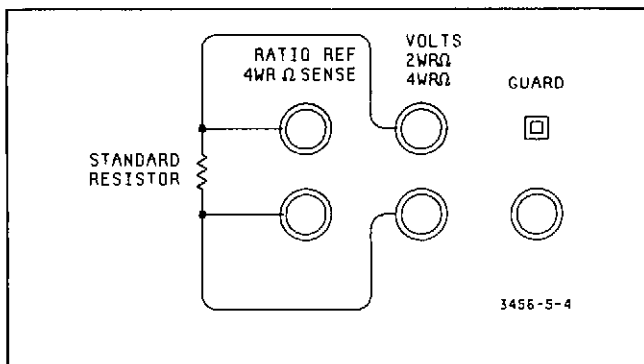 RATIO REF
4WR Ω SENSE
VOLTS
2WRΩ
4WRΩ
GUARD
STANDARD
RESISTOR
3456-5-4